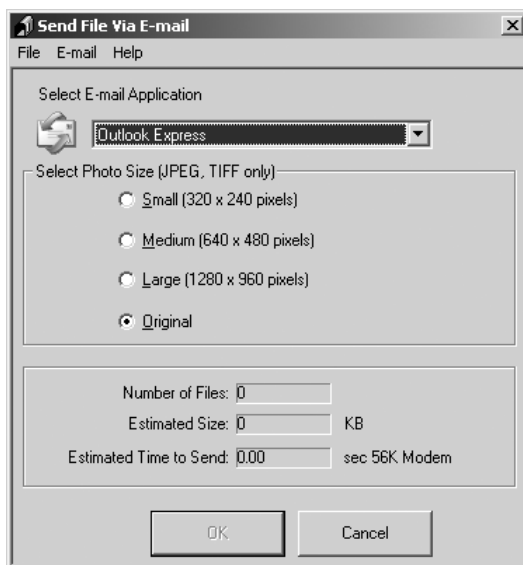 Send File Via E-mail
File E-mail Help
Select E-mail Application
Outlook Express
Select Photo Size (JPEG, TIFF only)
Small (320 x 240 pixels)
Medium (640 x 480 pixels)
Large (1280 x 960 pixels)
Original
Number of Files: 0
Estimated Size: 0 KB
Estimated Time to Send: 0.00 sec 56K Modem
OK Cancel